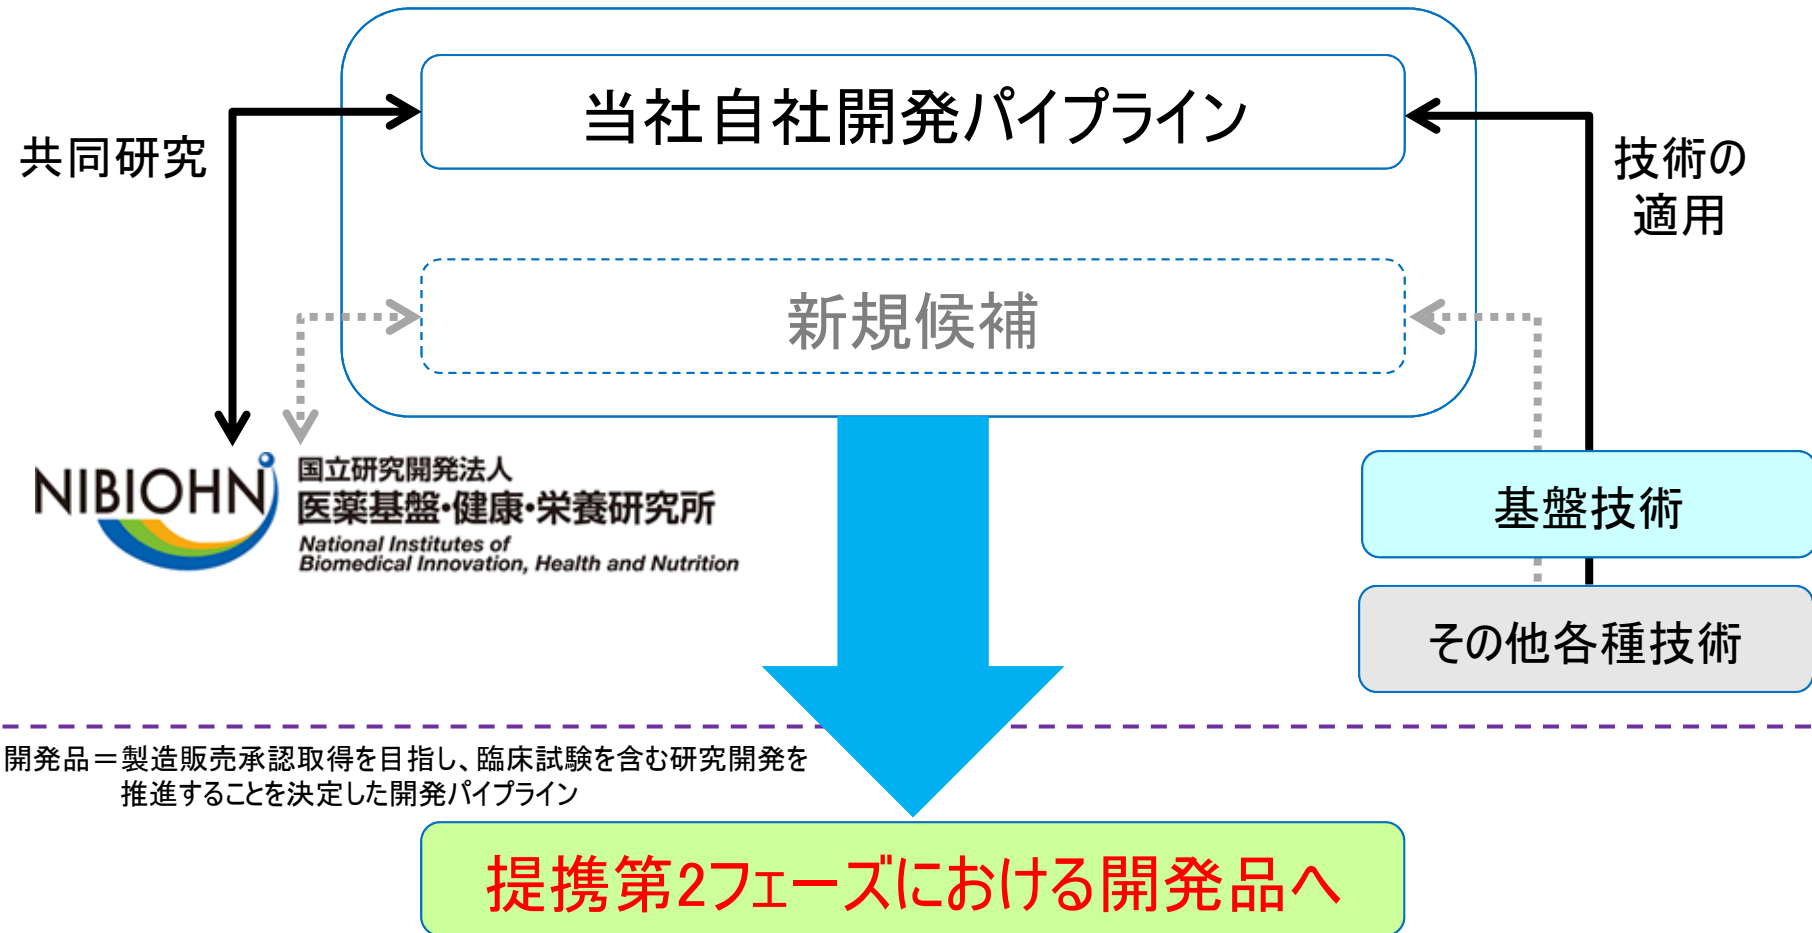 当社自社開発パイプライン
共同研究
技術の
適用
新規候補
NIBIOHN
国立研究開発法人
医薬基盤・健康・栄養研究所
National Institutes of
Biomedical Innovation, Health and Nutrition
基盤技術
その他各種技術
開発品＝製造販売承認取得を目指し、臨床試験を含む研究開発を
推進することを決定した開発パイプライン
提携第2フェーズにおける開発品へ